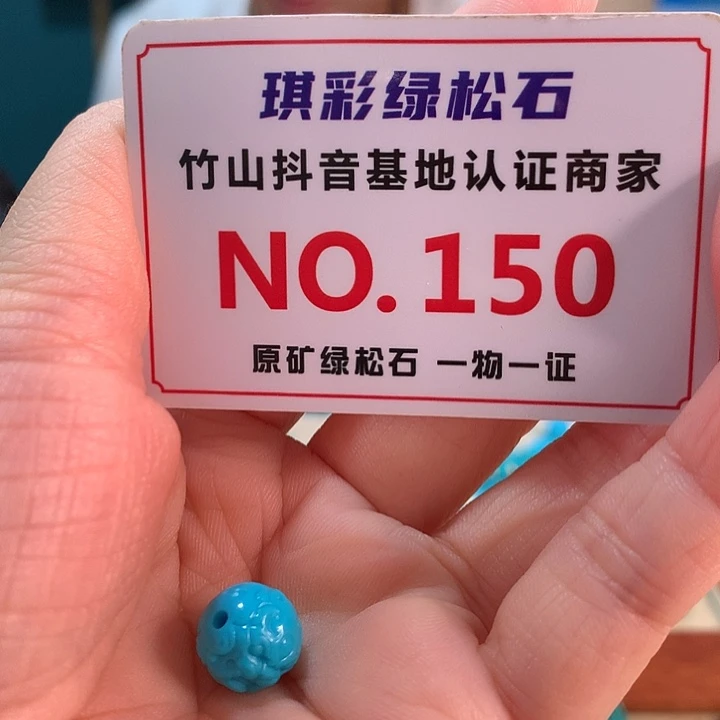 琪彩绿松石
竹山抖音基地认证商家
NO.150
原矿绿松石 一物一证